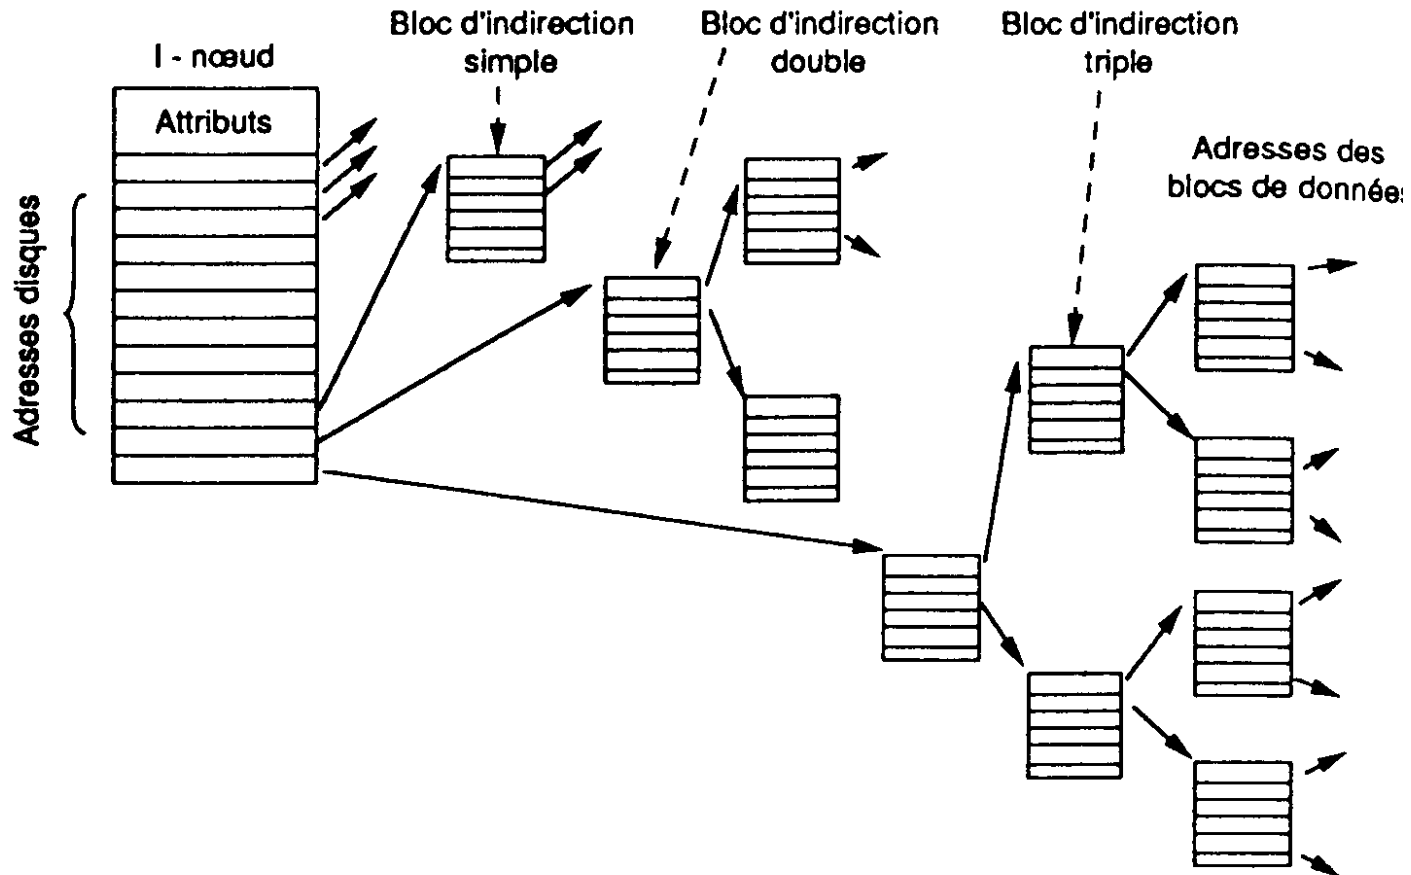 Bloc d'indirection
simple
Bloc d'indirection
double
Bloc d'indirection
triple
I - nœud
Attributs
Adresses des
blocs de données
Adresses disques